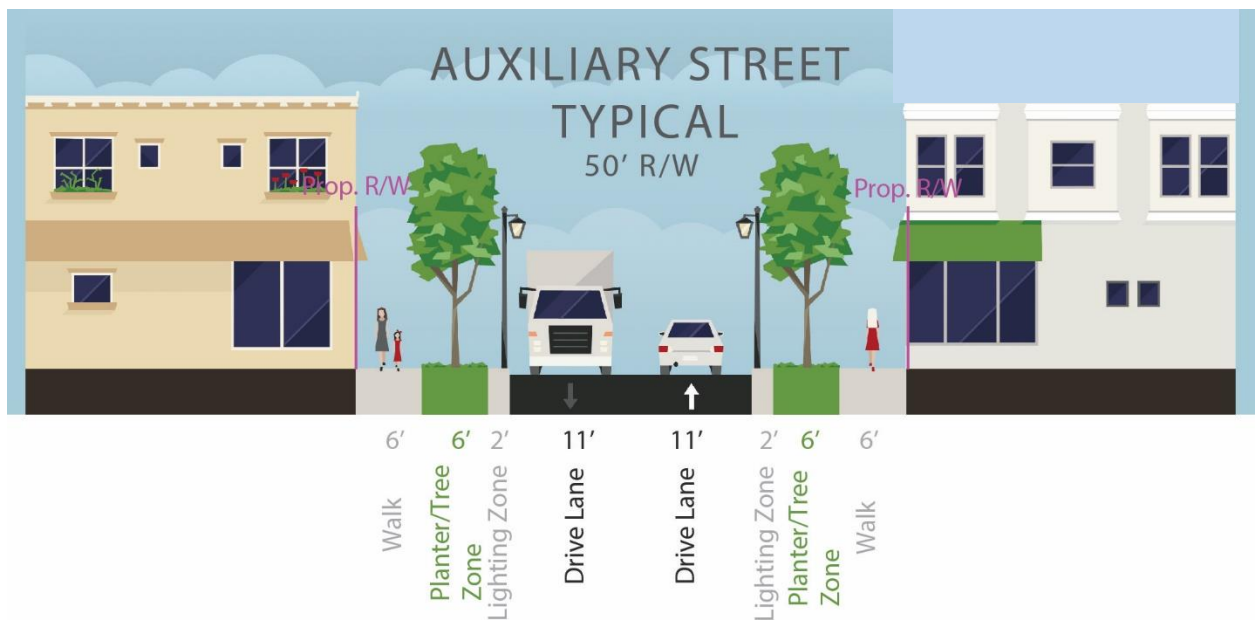 AUXILIARY STREET
TYPICAL
50' R/W
Prop. R/W
Prop. R/W
6' 6' 2' 11' 11' 2' 6' 6'
Walk
Planter/Tree
Zone
Lighting Zone
Drive Lane
Drive Lane
Lighting Zone
Planter/Tree
Zone
Walk